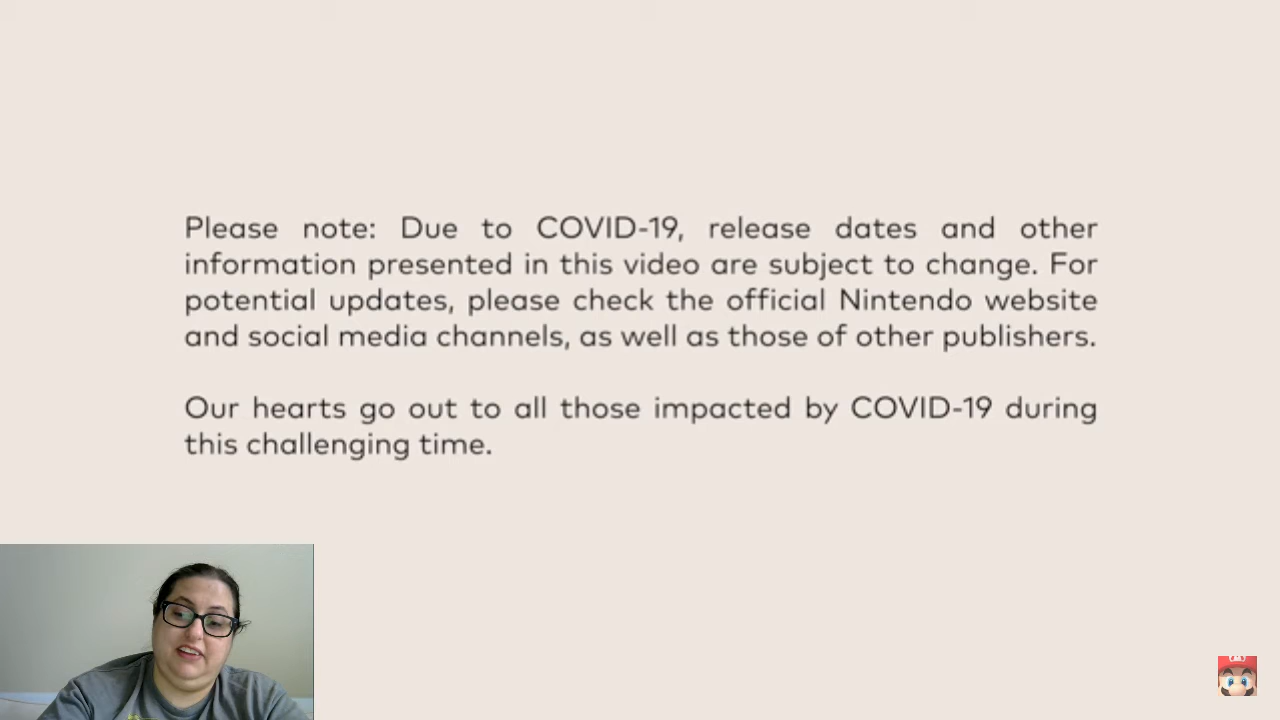 Please note: Due to COVID-19, release dates and other
information presented in this video are subject to change. For
potential updates, please check the official Nintendo website
and social media channels, as well as those of other publishers.
Our hearts go out to all those impacted by COVID-19 during
this challenging time.